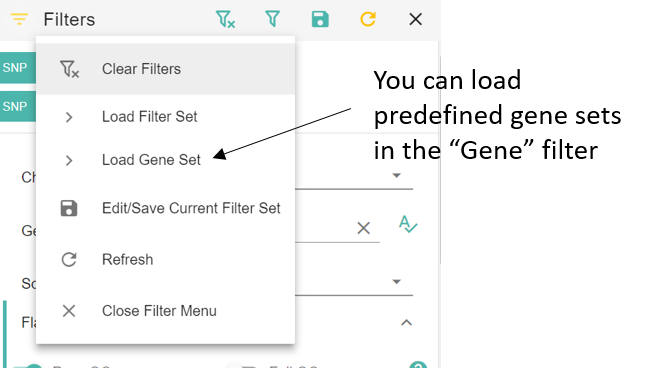 Filters
SNP
Clear Filters
SNP
Load Filter Set
Load Gene Set
Ch
Edit/Save Current Filter Set
Ge
Refresh
So
Close Filter Menu
Fla
You can load
predefined gene sets
in the “Gene” filter